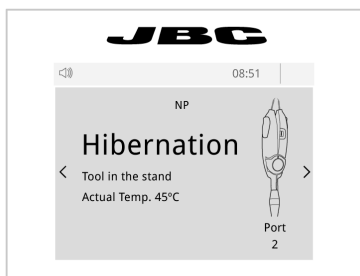 JBC
08:51
NP
Hibernation
Tool in the stand
Actual Temp. 45ºC
Port
2